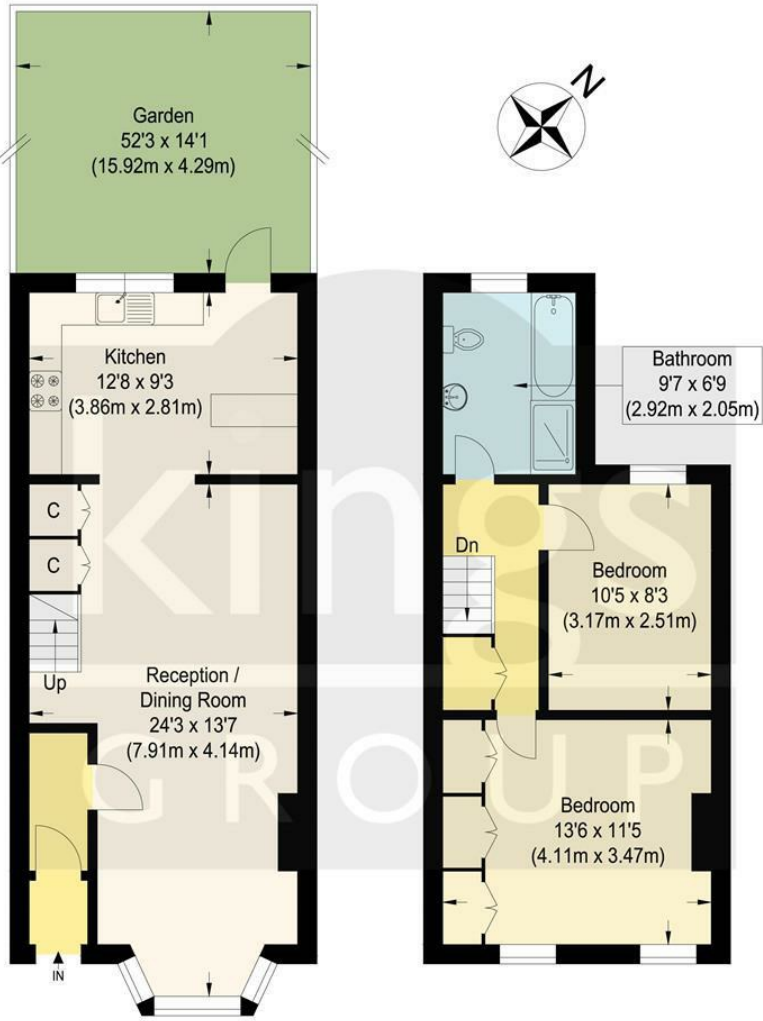 N
Garden
52'3 x 14'1
(15.92m x 4.29m)
Kitchen
12'8 x 9'3
(3.86m x 2.81m)
Bathroom
9'7 x 6'9
(2.92m x 2.05m)
C
C
Up
Reception /
Dining Room
24'3 x 13'7
(7.91m x 4.14m)
IN
Dn
Bedroom
10'5 x 8'3
(3.17m x 2.51m)
Bedroom
13'6 x 11'5
(4.11m x 3.47m)
kings
GROUP